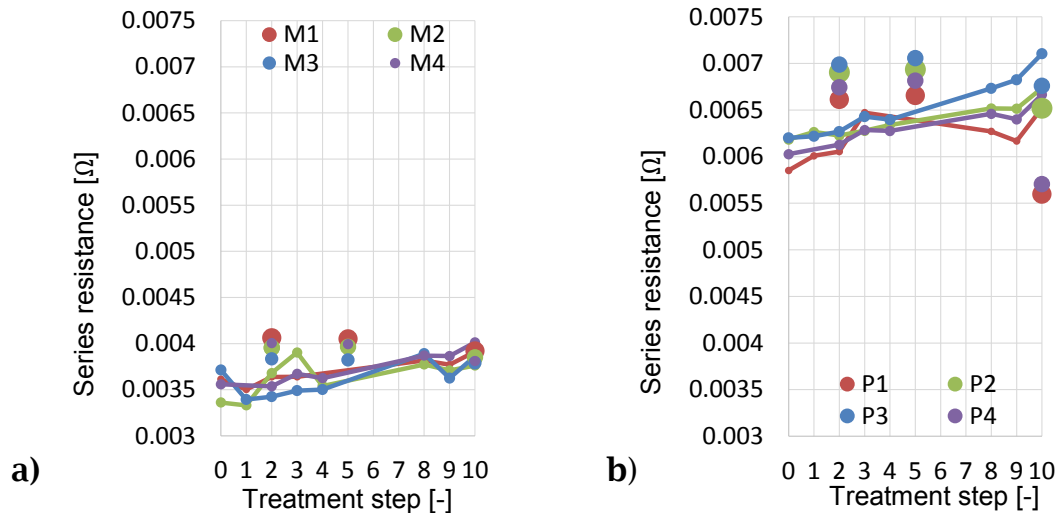 0.0075
0.007
0.0065
0.006
0.0055
0.005
0.0045
0.004
0.0035
0.003
Series resistance [Ω]
M1 M2
M3 M4
0 1 2 3 4 5 6 7 8 9 10
Treatment step [-]
a)
0.0075
0.007
0.0065
0.006
0.0055
0.005
0.0045
0.004
0.0035
0.003
Series resistance [Ω]
P1 P2
P3 P4
0 1 2 3 4 5 6 7 8 9 10
Treatment step [-]
b)